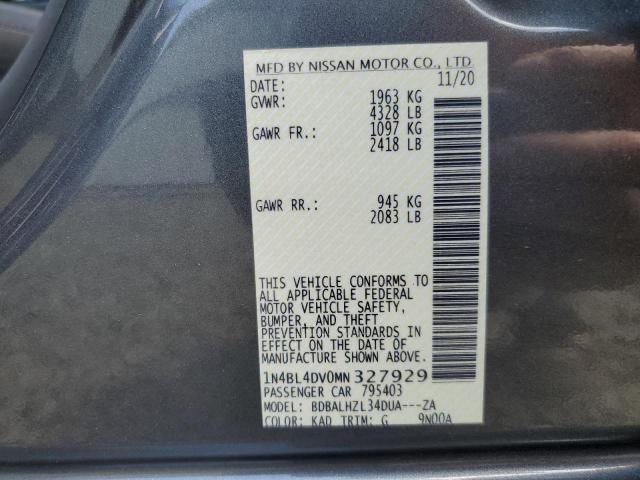 MFD BY NISSAN MOTOR CO., LTD
DATE: 11/20
GVWR: 1963 KG
4328 LB
GAWR FR.: 1097 KG
2418 LB
GAWR RR.: 945 KG
2083 LB
THIS VEHICLE CONFORMS TO
ALL APPLICABLE FEDERAL
MOTOR VEHICLE SAFETY,
BUMPER, AND THEFT
PREVENTION STANDARDS IN
EFFECT ON THE DATE OF
MANUFACTURE SHOWN ABOVE.
1N4BL4DV0MN 327929
PASSENGER CAR 795403
MODEL: BDBALHZL34DUA---ZA
COLOR: KAD TRIM: G 9N00A